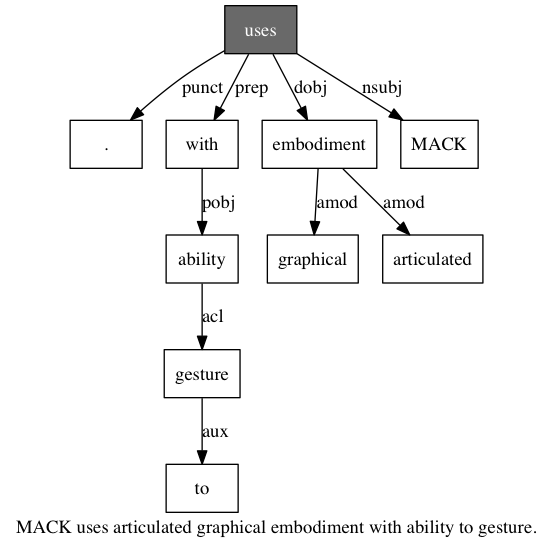 uses
punct prep dobj nsubj
. with embodiment MACK
pobj amod amod
ability graphical articulated
acl
gesture
aux
to
MACK uses articulated graphical embodiment with ability to gesture.